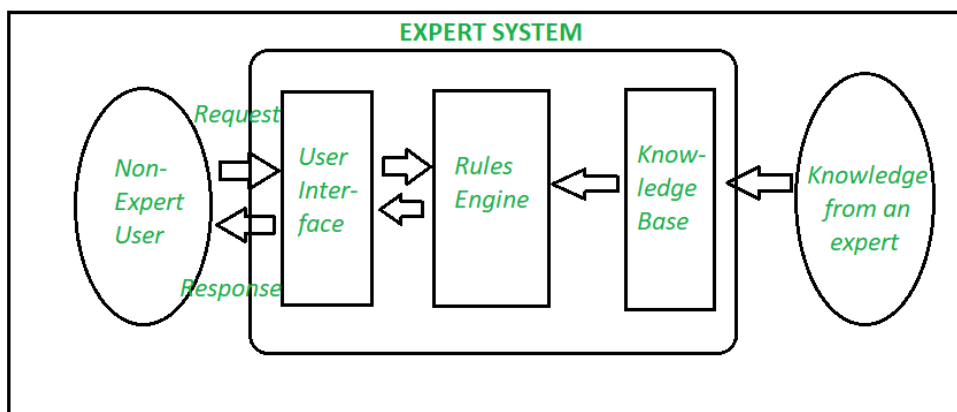 EXPERT SYSTEM
Request
Non-
Expert
User
Response
User
Inter-
face
Rules
Engine
Know-
ledge
Base
Knowledge
from an
expert